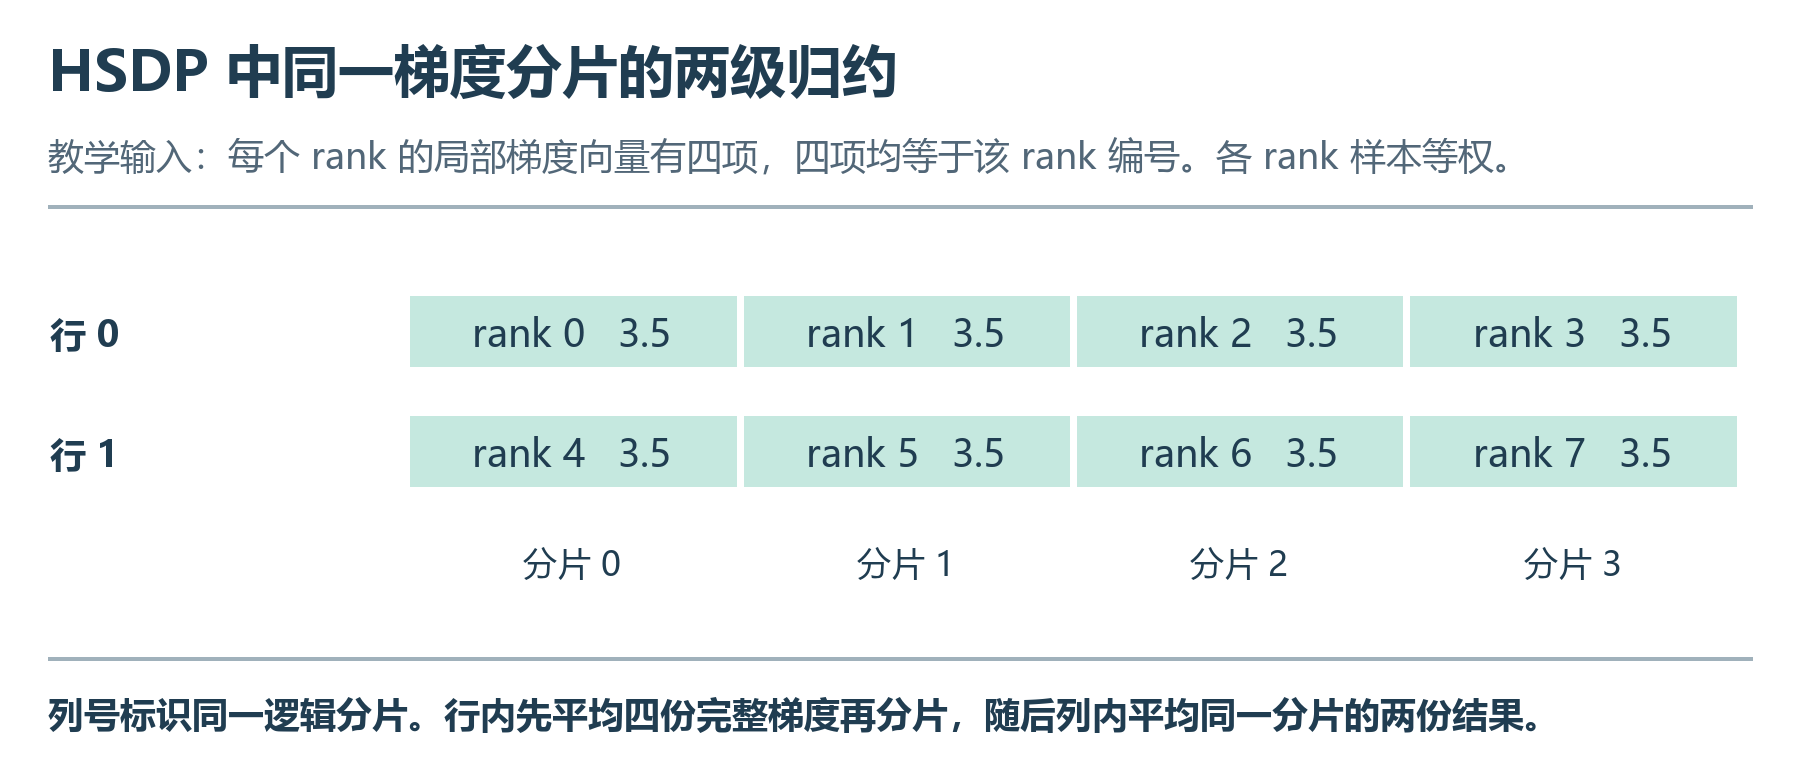 HSDP 中同一梯度分片的两级归约
教学输入：每个 rank 的局部梯度向量有四项，四项均等于该 rank 编号。各 rank 样本等权。
行 0 rank 0 3.5 rank 1 3.5 rank 2 3.5 rank 3 3.5
行 1 rank 4 3.5 rank 5 3.5 rank 6 3.5 rank 7 3.5
分片 0 分片 1 分片 2 分片 3
列号标识同一逻辑分片。行内先平均四份完整梯度再分片，随后列内平均同一分片的两份结果。